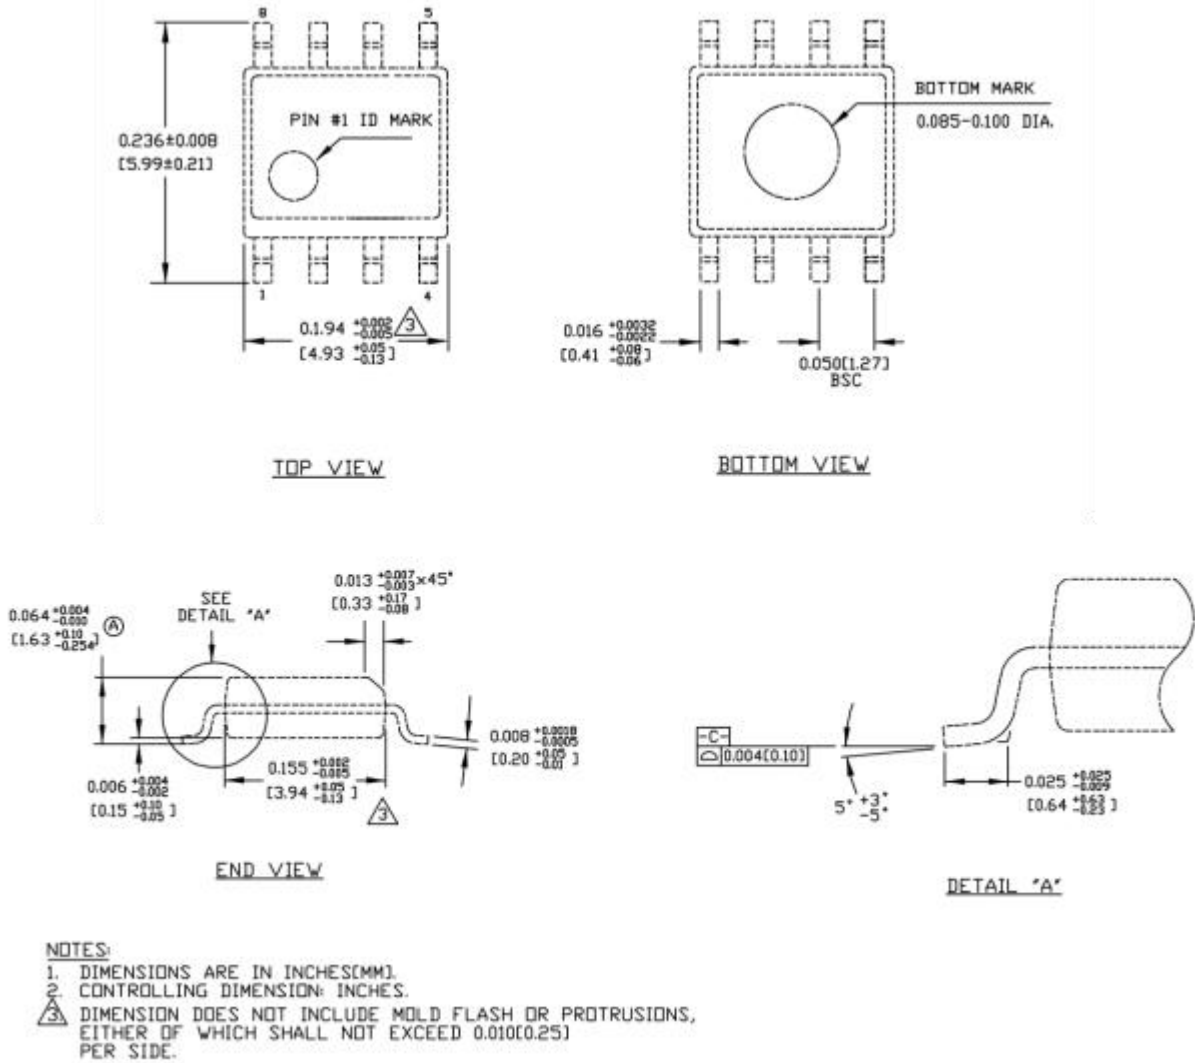 8
5
PIN #1 ID MARK
0.236±0.008
[5.99±0.21]
1
4
0.1.94 +0.002 -0.005
[4.93 +0.05 -0.13]
3
TOP VIEW
BOTTOM MARK
0.085-0.100 DIA.
0.016 +0.0032 -0.0022
[0.41 +0.08 -0.06]
0.050[1.27]
BSC
BOTTOM VIEW
0.064 +0.004 -0.010
[1.63 +0.10 -0.254]
A
SEE
DETAIL "A"
0.013 +0.007 -0.003 ×45°
[0.33 +0.17 -0.08]
0.008 +0.0018 -0.0005
[0.20 +0.05 -0.01]
0.155 +0.002 -0.005
[3.94 +0.05 -0.13]
3
0.006 +0.004 -0.002
[0.15 +0.10 -0.05]
END VIEW
-C-
0.004[0.10]
5° +3° -5°
0.025 +0.025 -0.009
[0.64 +0.63 -0.23]
DETAIL "A"
NOTES:
1. DIMENSIONS ARE IN INCHES[MM].
2. CONTROLLING DIMENSION: INCHES.
3. DIMENSION DOES NOT INCLUDE MOLD FLASH OR PROTRUSIONS,
EITHER OF WHICH SHALL NOT EXCEED 0.010[0.25]
PER SIDE.